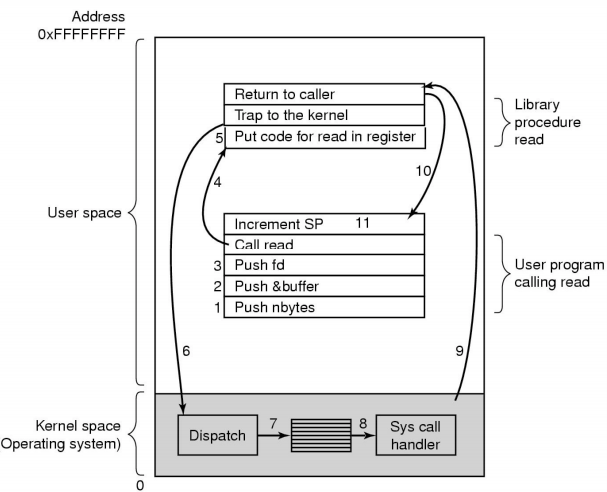 Address
0xFFFFFFFF
Return to caller
Trap to the kernel
5 Put code for read in register
Library
procedure
read
4
10
User space
Increment SP 11
Call read
3 Push fd
2 Push &buffer
1 Push nbytes
User program
calling read
6
9
Kernel space
(Operating system)
Dispatch
7
8
Sys call
handler
0